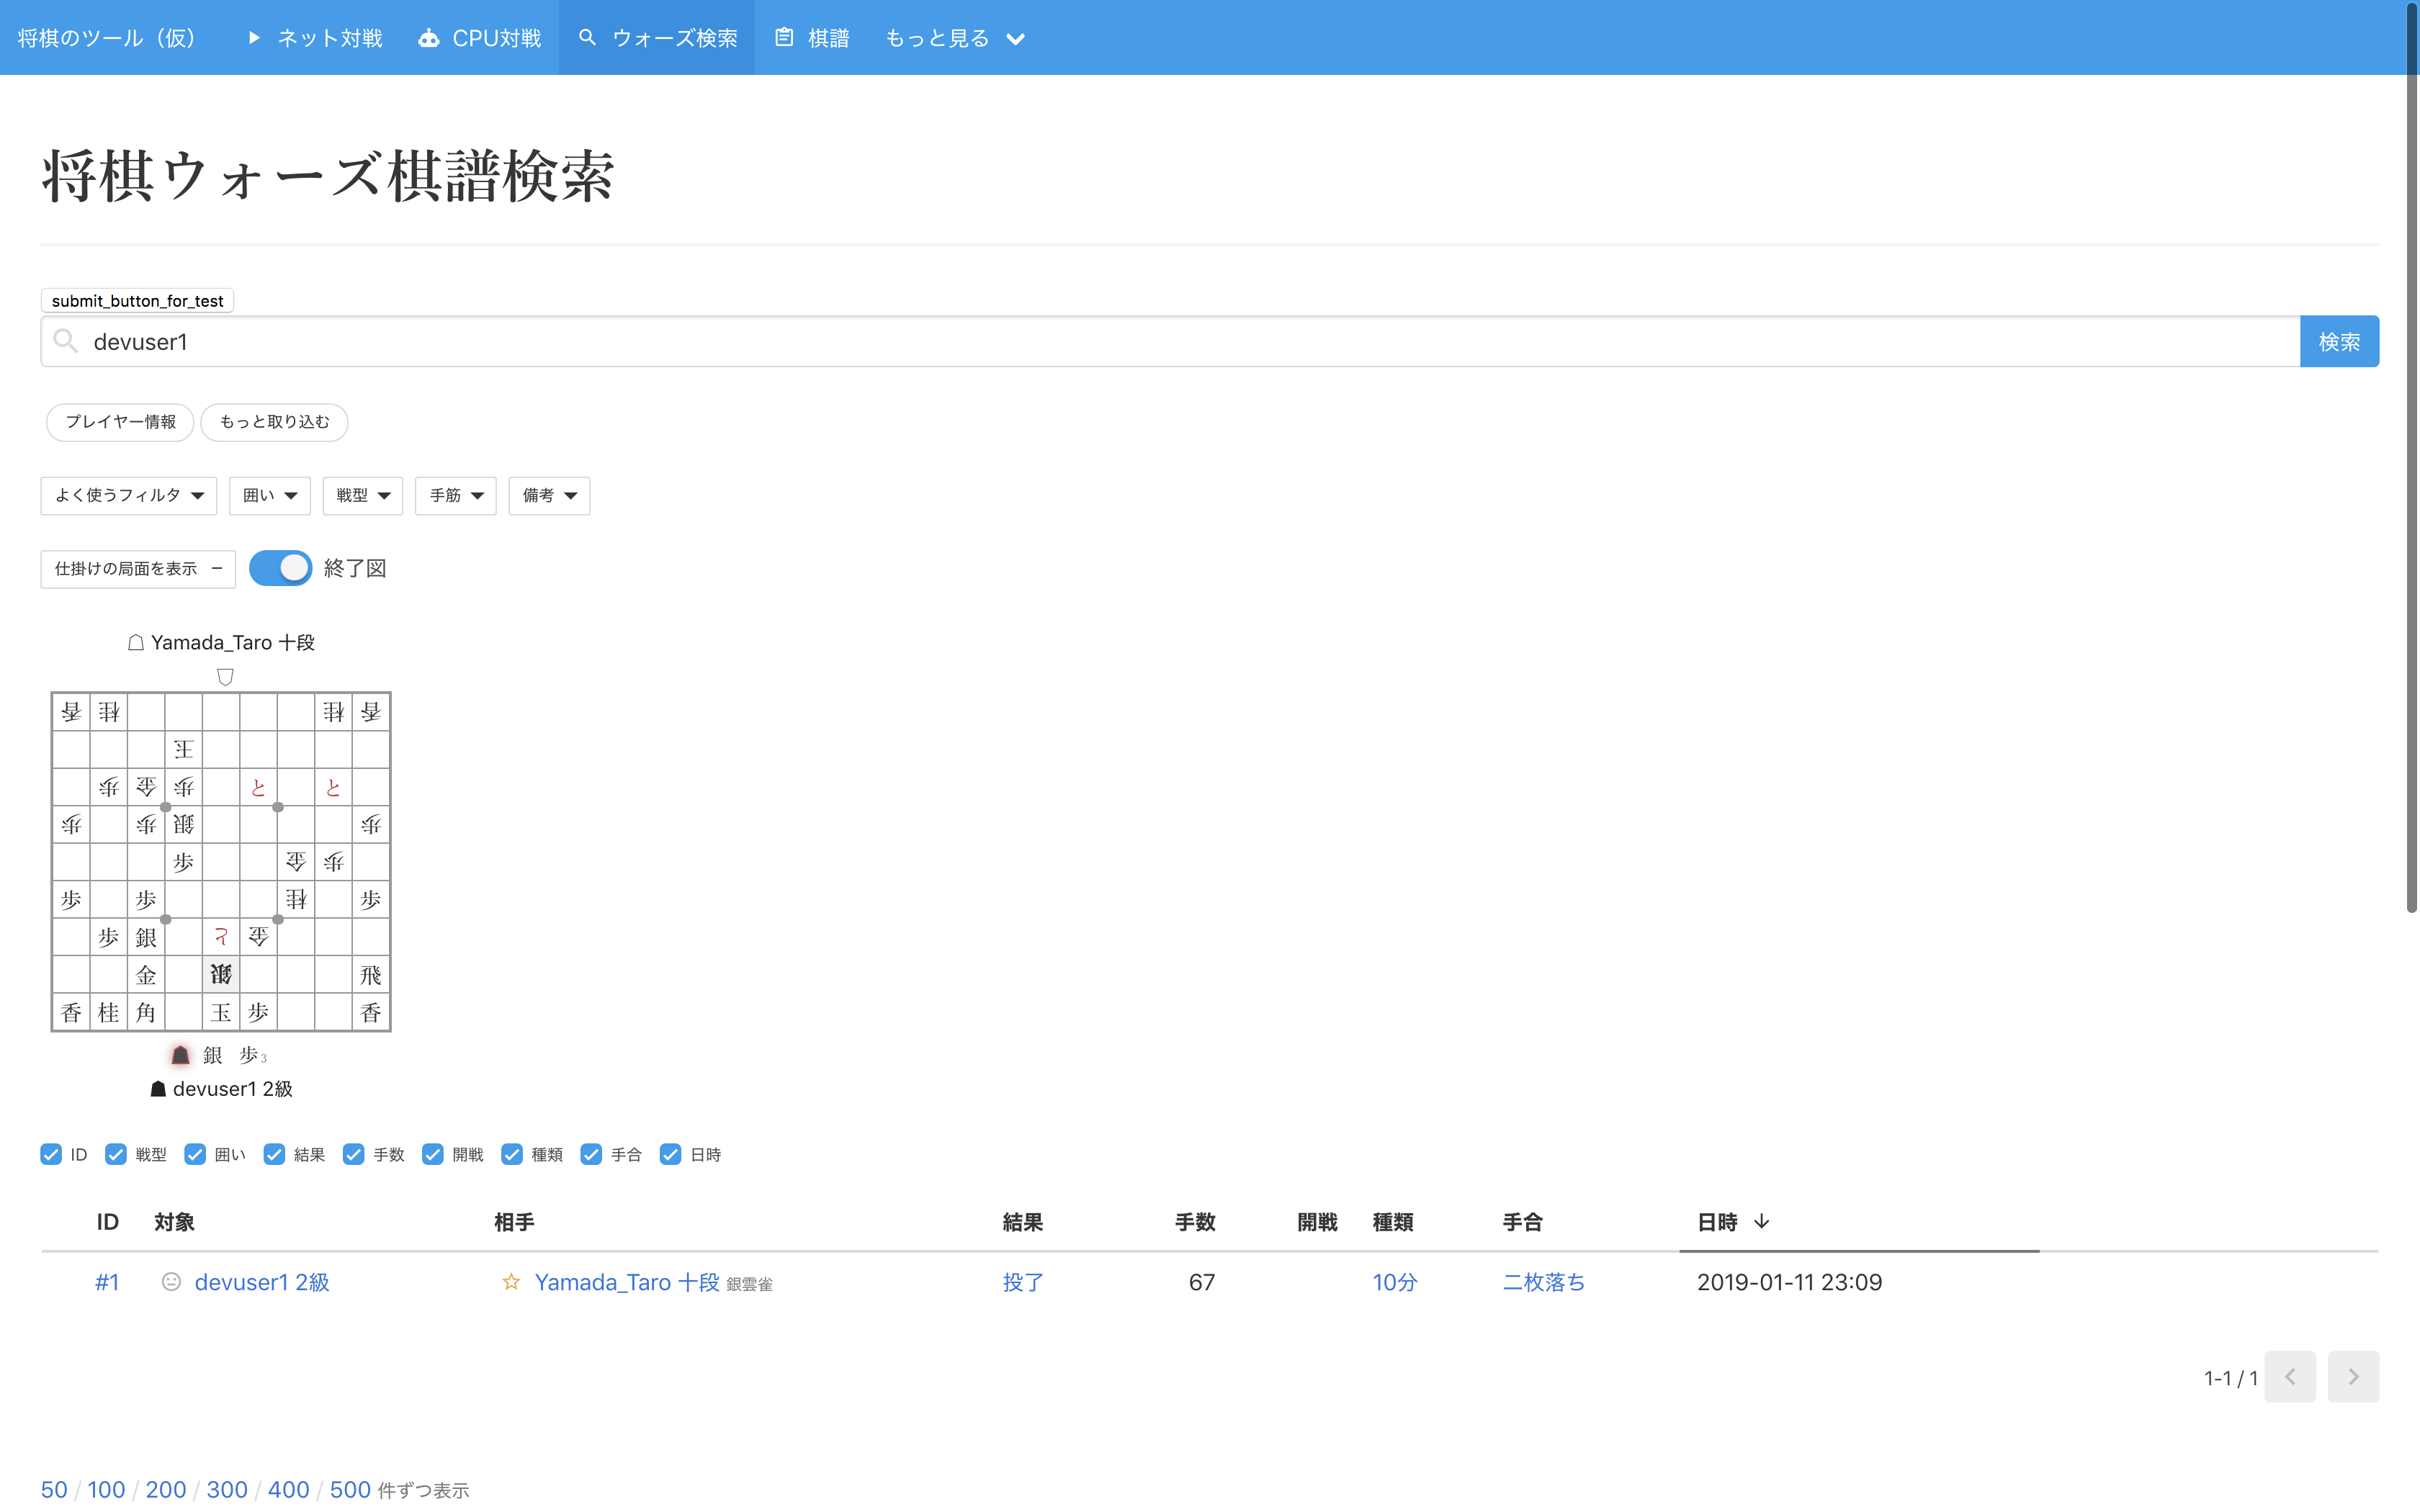 将棋のツール（仮） ネット対戦 CPU対戦 ウォーズ検索 棋譜 もっと見る
将棋ウォーズ棋譜検索
submit_button_for_test
devuser1 検索
プレイヤー情報 もっと取り込む
よく使うフィルタ 囲い 戦型 手筋 備考
仕掛けの局面を表示 終了図
☖ Yamada_Taro 十段
香 桂 桂 香
王
歩 金 歩 と と
歩 歩 銀 歩
歩 金 歩
歩 歩 桂 歩
歩 銀 と 金
金 銀 飛
香 桂 角 玉 歩 香
☗ 銀 歩3
☗ devuser1 2級
ID 戦型 囲い 結果 手数 開戦 種類 手合 日時
ID 対象 相手 結果 手数 開戦 種類 手合 日時 ↓
#1 devuser1 2級 Yamada_Taro 十段 銀雲雀 投了 67 10分 二枚落ち 2019-01-11 23:09
1-1 / 1
50 / 100 / 200 / 300 / 400 / 500 件ずつ表示